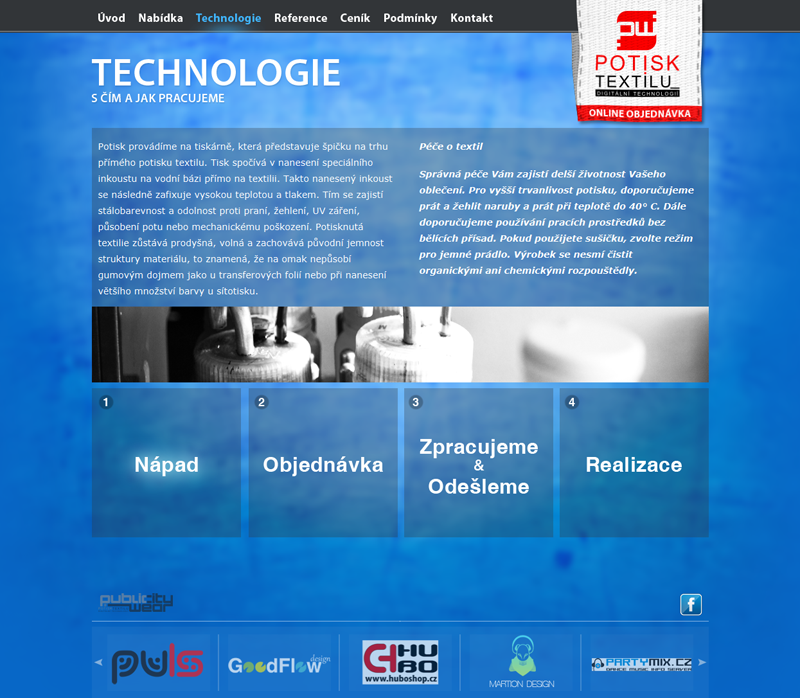 Úvod Nabídka Technologie Reference Ceník Podmínky Kontakt
PW
POTISK
TEXTILU
DIGITÁLNÍ TECHNOLOGIÍ
ONLINE OBJEDNÁVKA
TECHNOLOGIE
S ČÍM A JAK PRACUJEME
Potisk provádíme na tiskárně, která představuje špičku na trhu
přímého potisku textilu. Tisk spočívá v nanesení speciálního
inkoustu na vodní bázi přímo na textilii. Takto nanesený inkoust
se následně zafixuje vysokou teplotou a tlakem. Tím se zajistí
stálobarevnost a odolnost proti praní, žehlení, UV záření,
působení potu nebo mechanickému poškození. Potisknutá
textilie zůstává prodyšná, volná a zachovává původní jemnost
struktury materiálu, to znamená, že na omak nepůsobí
gumovým dojmem jako u transferových folií nebo při nanesení
většího množství barvy u sítotisku.
Péče o textil
Správná péče Vám zajistí delší životnost Vašeho
oblečení. Pro vyšší trvanlivost potisku, doporučujeme
prát a žehlit naruby a prát při teplotě do 40° C. Dále
doporučujeme používání pracích prostředků bez
bělících přísad. Pokud použijete sušičku, zvolte režim
pro jemné prádlo. Výrobek se nesmí čistit
organickými ani chemickými rozpouštědly.
1
Nápad
2
Objednávka
3
Zpracujeme
&
Odešleme
4
Realizace
publicity
wear
f
puls
GoodFlow design
HUBO
www.huboshop.cz
MARTION DESIGN
PARTYMIX.CZ
DANCE MUSIC INFO SERVER